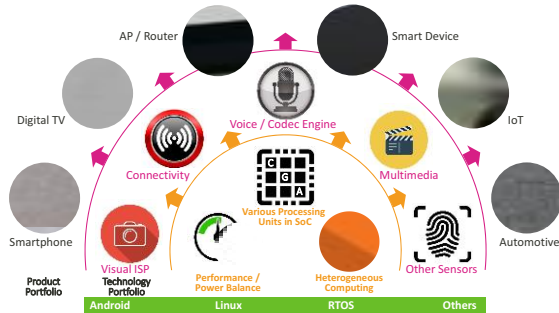 AP / Router
Smart Device
Digital TV
Voice / Codec Engine
IoT
Connectivity
Multimedia
C
G
A
Various Processing
Units in SoC
Smartphone
Automotive
Visual ISP
Performance /
Power Balance
Heterogeneous
Computing
Other Sensors
Product
Portfolio
Technology
Portfolio
Android
Linux
RTOS
Others